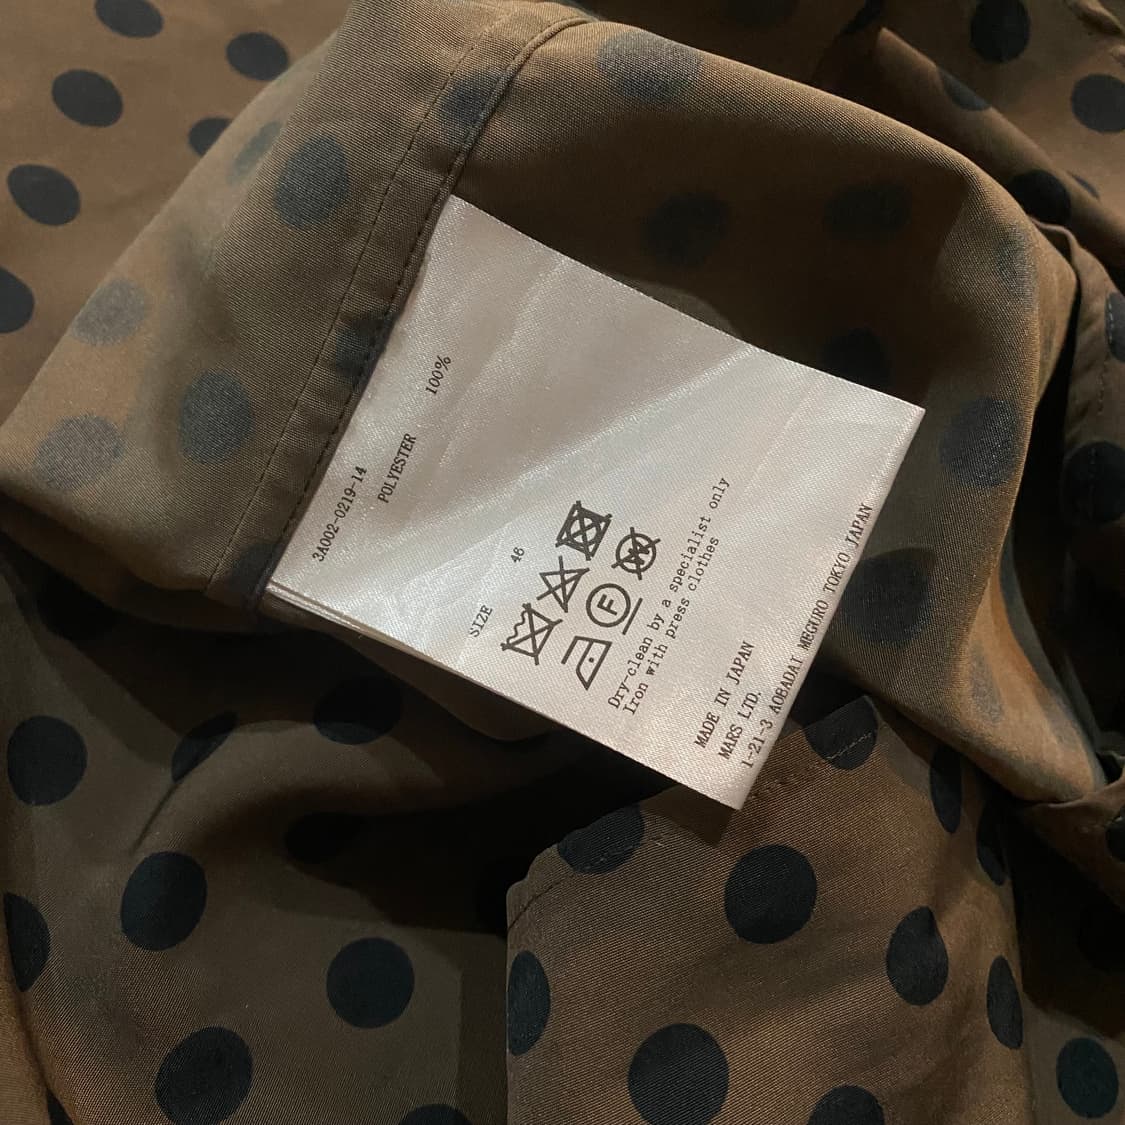 3A002-0219-14
POLYESTER 100%
SIZE 46
F
W
Dry-clean by a specialist only
Iron with press clothes
MADE IN JAPAN
MARS LTD.
1-21-3 AOBADAI MEGURO TOKYO JAPAN